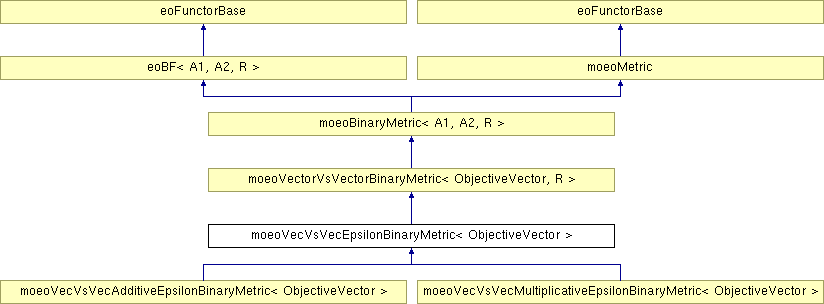 eoFunctorBase
eoFunctorBase
eoBF< A1, A2, R >
moeoMetric
moeoBinaryMetric< A1, A2, R >
moeoVectorVsVectorBinaryMetric< ObjectiveVector, R >
moeoVecVsVecEpsilonBinaryMetric< ObjectiveVector >
moeoVecVsVecAdditiveEpsilonBinaryMetric< ObjectiveVector >
moeoVecVsVecMultiplicativeEpsilonBinaryMetric< ObjectiveVector >